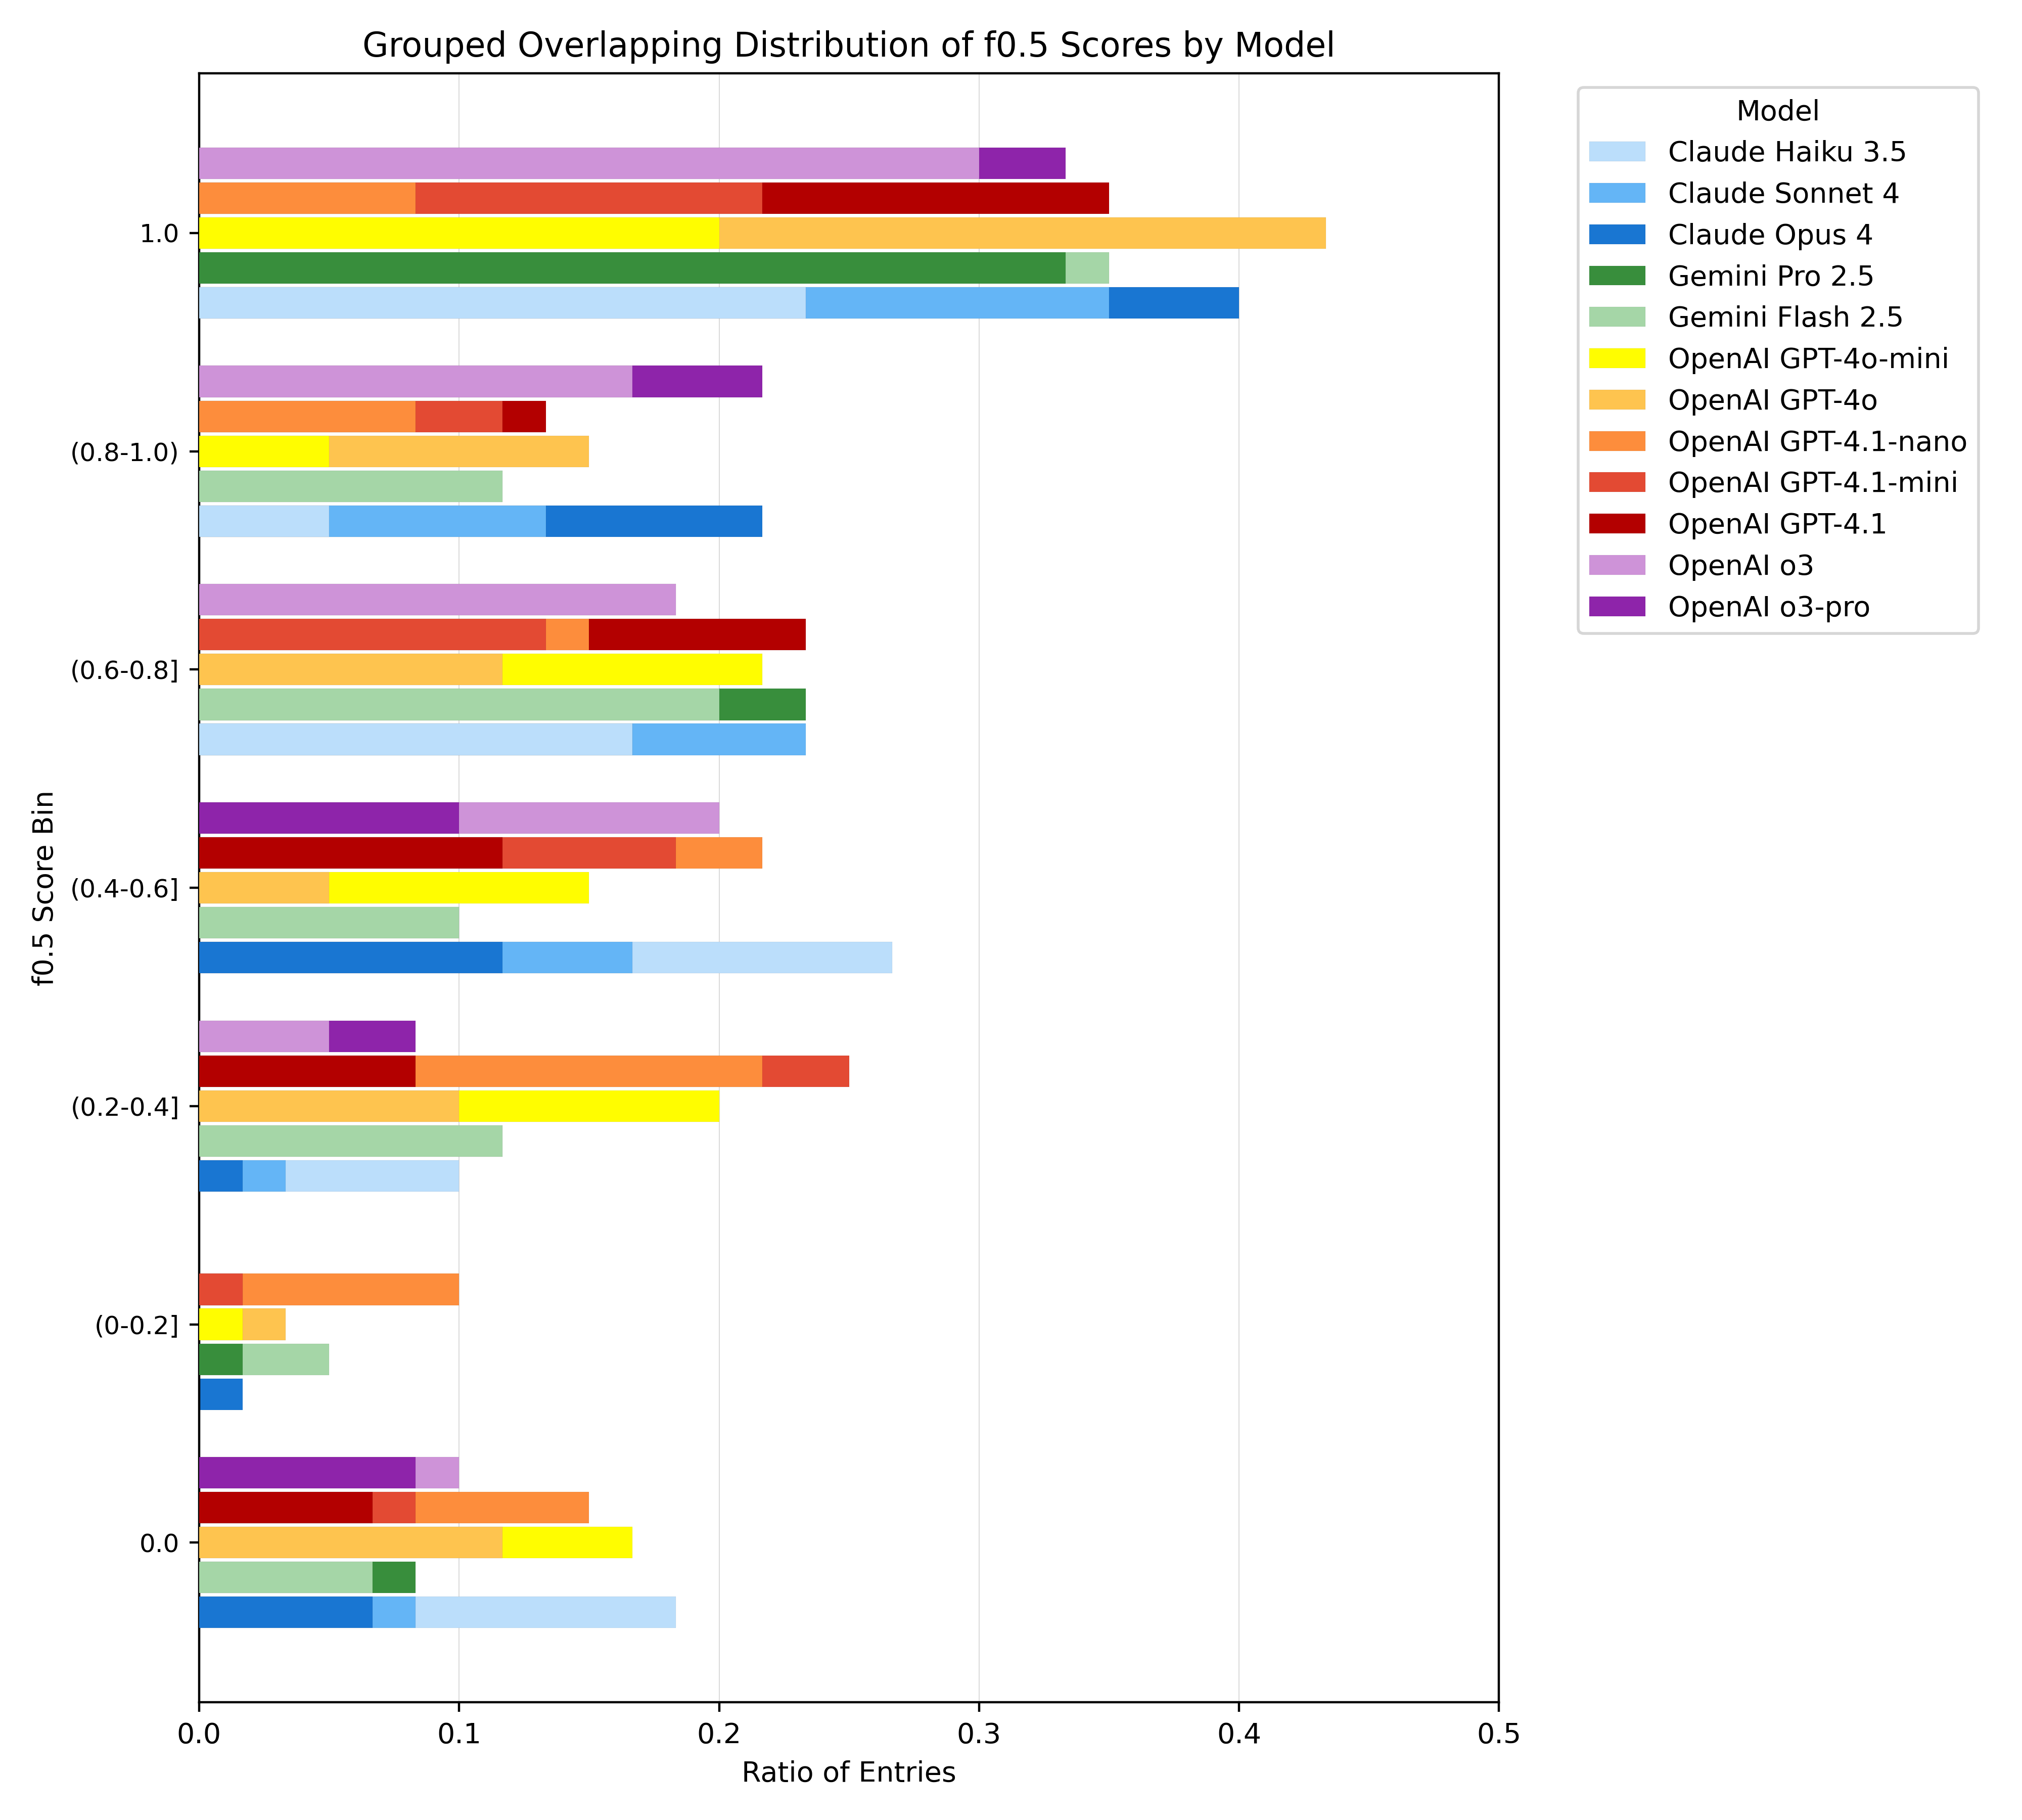 Grouped Overlapping Distribution of f0.5 Scores by Model
Model
Claude Haiku 3.5
Claude Sonnet 4
Claude Opus 4
Gemini Pro 2.5
Gemini Flash 2.5
OpenAI GPT-4o-mini
OpenAI GPT-4o
OpenAI GPT-4.1-nano
OpenAI GPT-4.1-mini
OpenAI GPT-4.1
OpenAI o3
OpenAI o3-pro
f0.5 Score Bin
1.0
(0.8-1.0)
(0.6-0.8]
(0.4-0.6]
(0.2-0.4]
(0-0.2]
0.0
0.0 0.1 0.2 0.3 0.4 0.5
Ratio of Entries